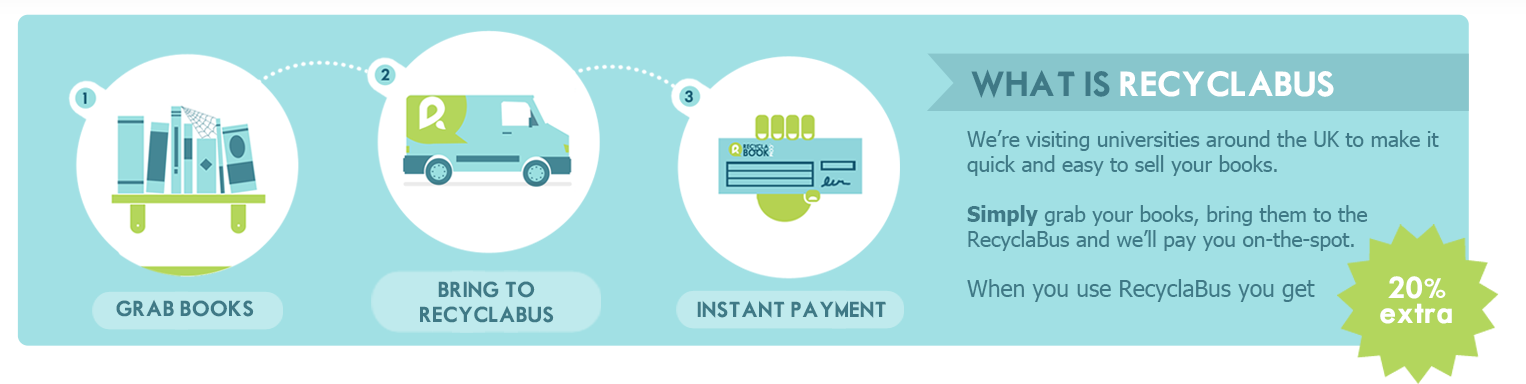 1
GRAB BOOKS
2
BRING TO
RECYCLABUS
3
RECYCLA
BOOK
INSTANT PAYMENT
WHAT IS RECYCLABUS
We're visiting universities around the UK to make it
quick and easy to sell your books.
Simply grab your books, bring them to the
RecyclaBus and we'll pay you on-the-spot.
When you use RecyclaBus you get
20%
extra